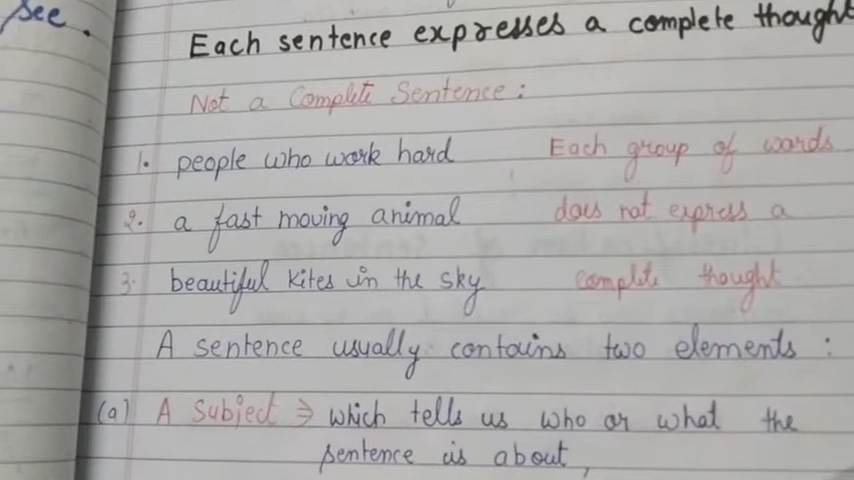 see.
Each sentence expresses a complete thought
Not a Complete Sentence:
1. people who work hard Each group of words
2. a fast moving animal does not express a
3. beautiful kites in the sky complete thought
A sentence usually contains two elements:
(a) A Subject ⇒ which tells us who or what the
sentence is about,